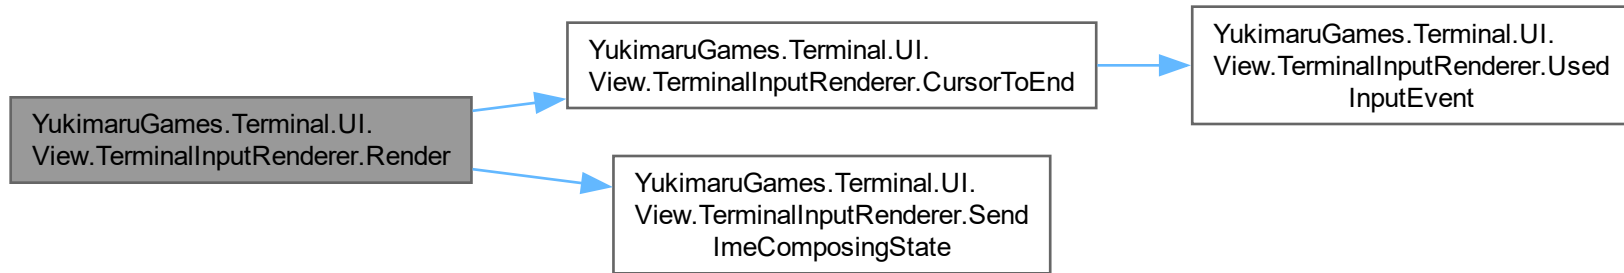 YukimaruGames.Terminal.UI.
View.TerminalInputRenderer.Render
YukimaruGames.Terminal.UI.
View.TerminalInputRenderer.CursorToEnd
YukimaruGames.Terminal.UI.
View.TerminalInputRenderer.Used
InputEvent
YukimaruGames.Terminal.UI.
View.TerminalInputRenderer.Send
ImeComposingState